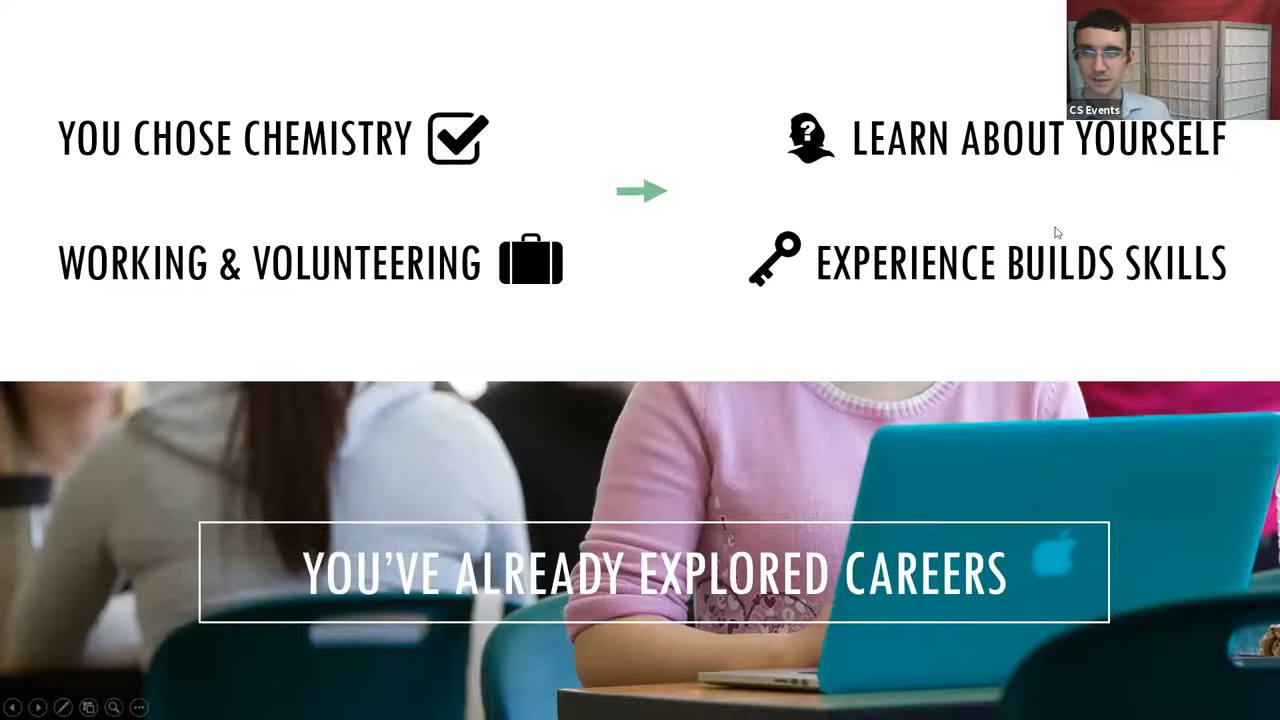 CS Events
YOU CHOSE CHEMISTRY
LEARN ABOUT YOURSELF
WORKING & VOLUNTEERING
EXPERIENCE BUILDS SKILLS
YOU'VE ALREADY EXPLORED CAREERS